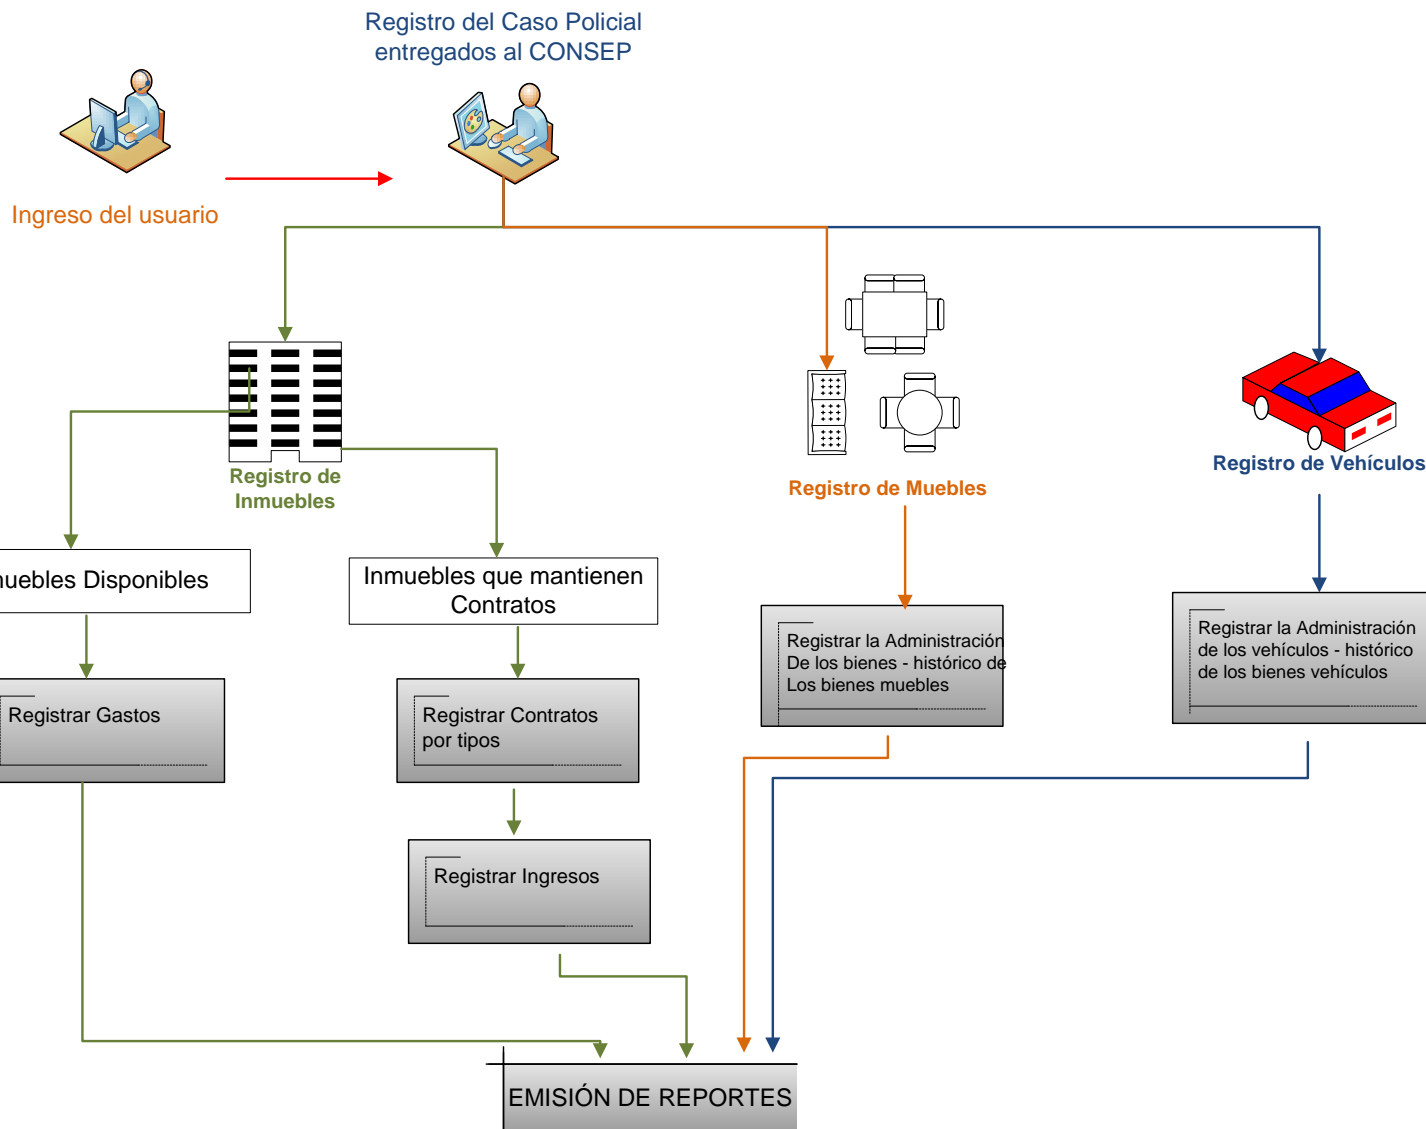 Registro del Caso Policial
entregados al CONSEP
Ingreso del usuario
Registro de
Inmuebles
Registro de Muebles
Registro de Vehículos
muebles Disponibles
Inmuebles que mantienen
Contratos
Registrar la Administración
De los bienes - histórico de
Los bienes muebles
Registrar la Administración
de los vehículos - histórico
de los bienes vehículos
Registrar Gastos
Registrar Contratos
por tipos
Registrar Ingresos
EMISIÓN DE REPORTES